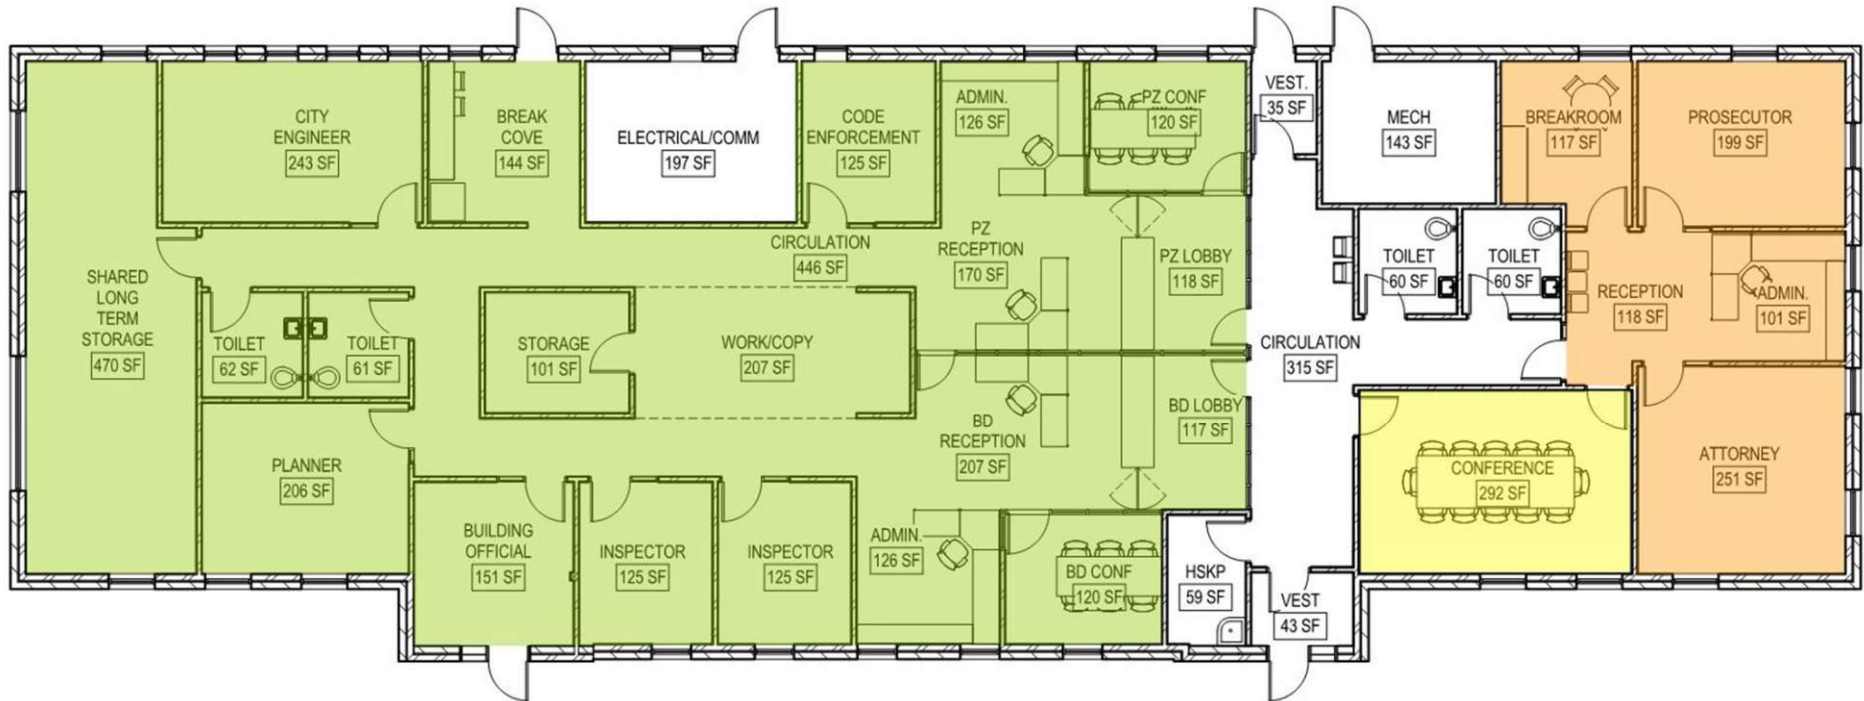 CITY
ENGINEER
243 SF
BREAK
COVE
144 SF
ELECTRICAL/COMM
197 SF
CODE
ENFORCEMENT
125 SF
ADMIN.
126 SF
PZ CONF
120 SF
VEST.
35 SF
MECH
143 SF
BREAKROOM
117 SF
PROSECUTOR
199 SF
SHARED
LONG
TERM
STORAGE
470 SF
CIRCULATION
446 SF
PZ
RECEPTION
170 SF
PZ LOBBY
118 SF
TOILET
60 SF
TOILET
60 SF
RECEPTION
118 SF
ADMIN.
101 SF
TOILET
62 SF
TOILET
61 SF
STORAGE
101 SF
WORK/COPY
207 SF
CIRCULATION
315 SF
PLANNER
206 SF
BD
RECEPTION
207 SF
BD LOBBY
117 SF
CONFERENCE
292 SF
ATTORNEY
251 SF
BUILDING
OFFICIAL
151 SF
INSPECTOR
125 SF
INSPECTOR
125 SF
ADMIN.
126 SF
BD CONF
120 SF
HSKP
59 SF
VEST
43 SF